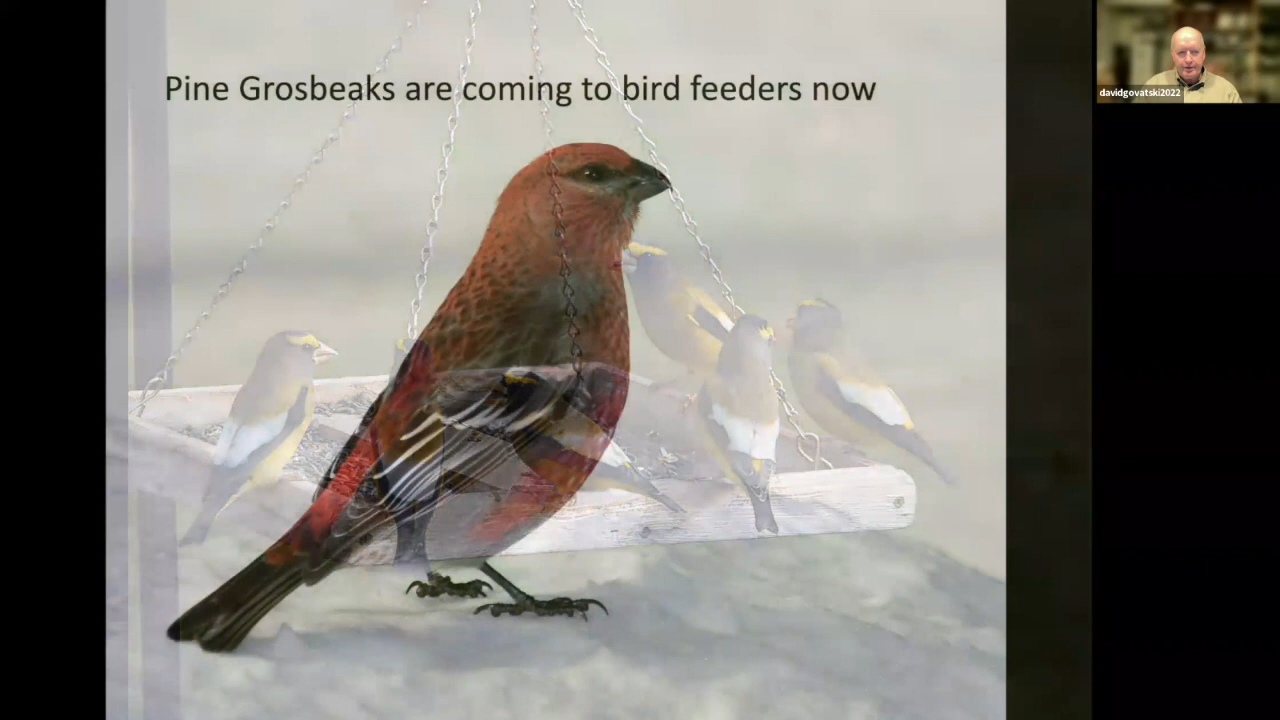 Pine Grosbeaks are coming to bird feeders now
davidgovatski2022